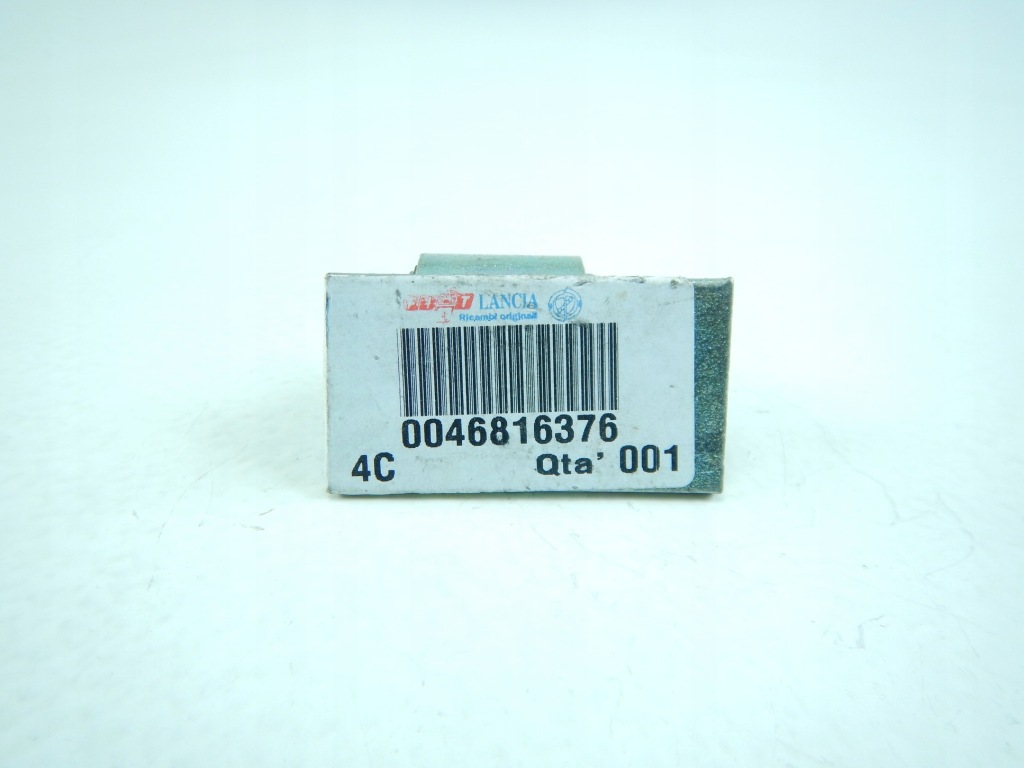 FIAT LANCIA
Ricambi originali
0046816376
4C Qta' 001